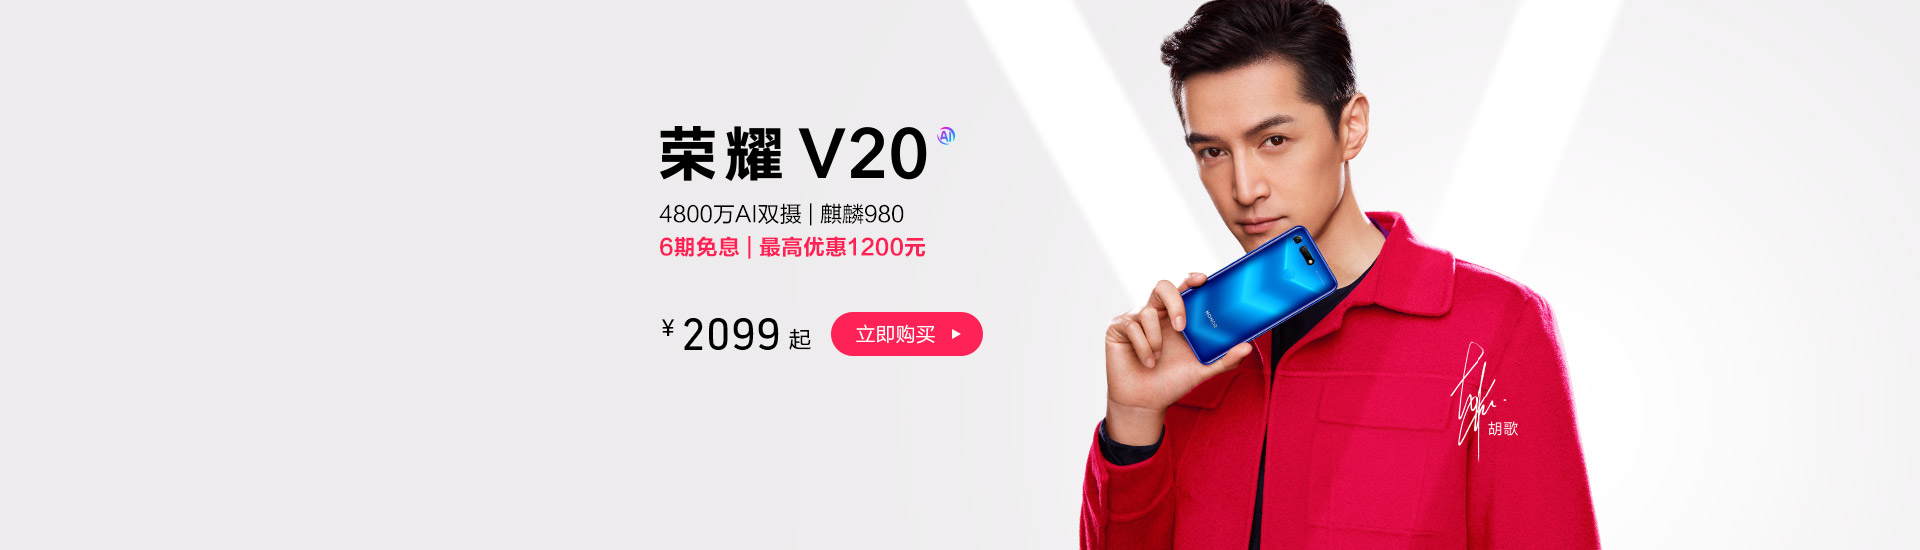 荣耀 V20 AI
4800万AI双摄 | 麒麟980
6期免息 | 最高优惠1200元
¥ 2099 起
立即购买
HONOR
胡歌